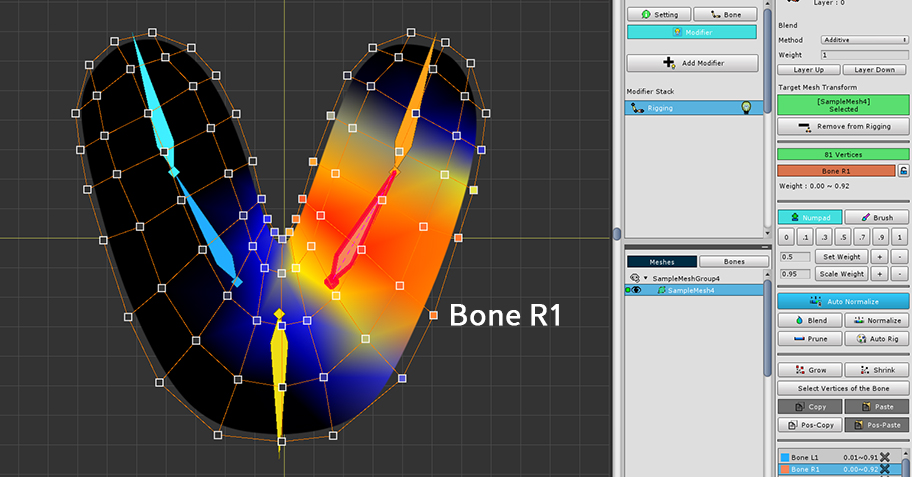 Layer : 0
Setting
Bone
Modifier
Add Modifier
Modifier Stack
Rigging
Blend
Method
Additive
Weight
1
Layer Up
Layer Down
Target Mesh Transform
[SampleMesh4]
Selected
Remove from Rigging
81 Vertices
Bone R1
Weight : 0.00 ~ 0.92
Numpad
Brush
0
.1
.3
.5
.7
.9
1
0.5
Set Weight
+
-
0.95
Scale Weight
+
-
Meshes
Bones
SampleMeshGroup4
SampleMesh4
Auto Normalize
Blend
Normalize
Prune
Auto Rig
Grow
Shrink
Select Vertices of the Bone
Copy
Paste
Pos-Copy
Pos-Paste
Bone L1 0.01~0.91
Bone R1 0.00~0.92
Bone R1